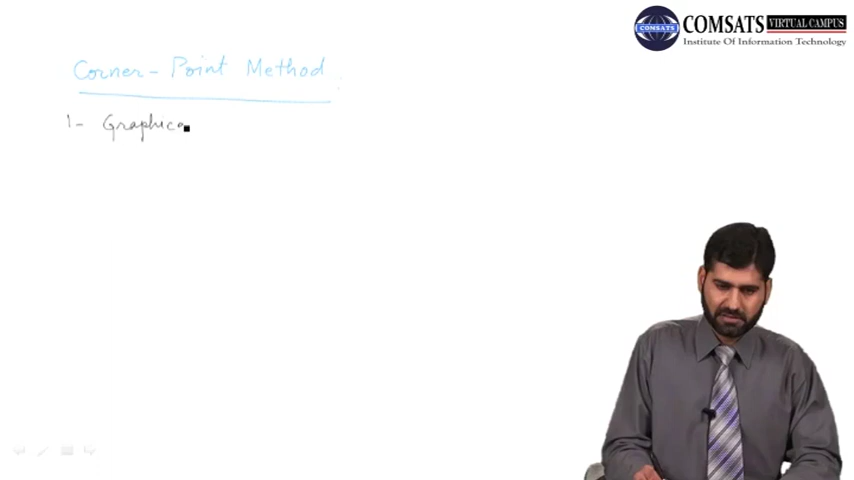 COMSATS VIRTUAL CAMPUS
COMSATS
Institute Of Information Technology
Corner-Point Method
1- Graphica